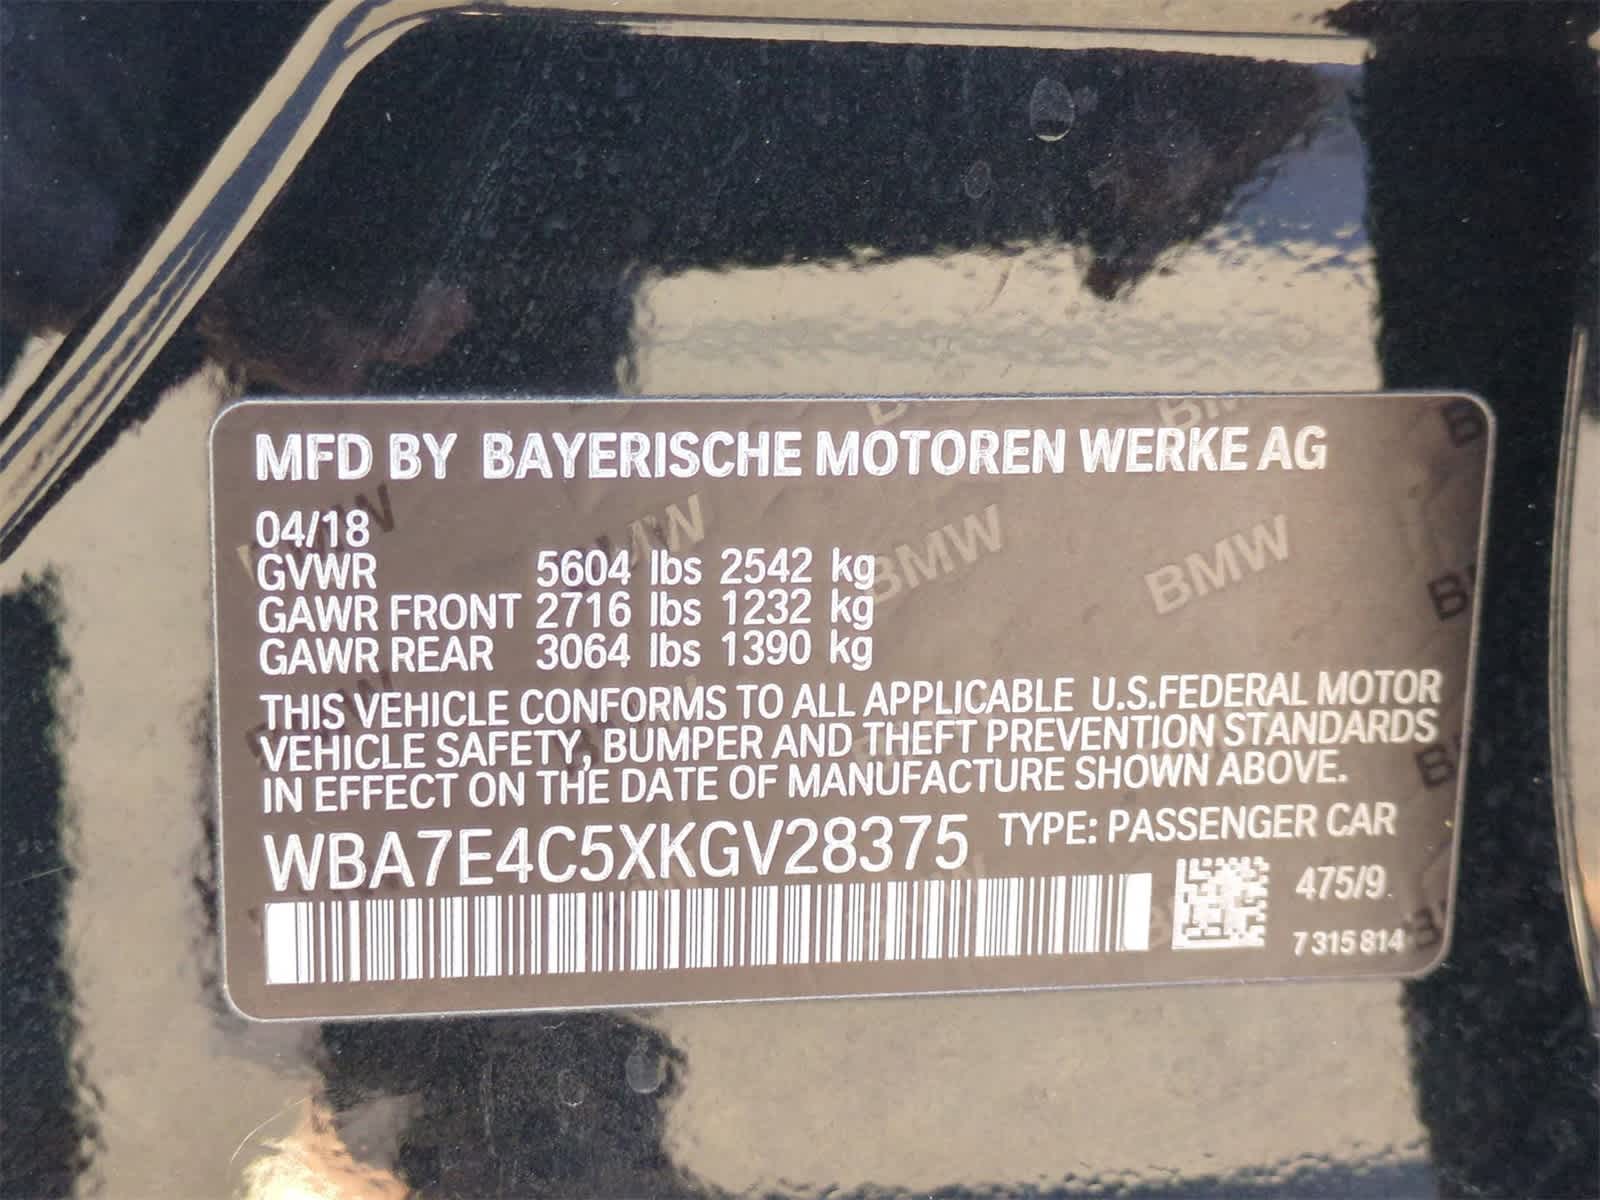 MFD BY BAYERISCHE MOTOREN WERKE AG
04/18
GVWR 5604 lbs 2542 kg
GAWR FRONT 2716 lbs 1232 kg
GAWR REAR 3064 lbs 1390 kg
THIS VEHICLE CONFORMS TO ALL APPLICABLE U.S.FEDERAL MOTOR
VEHICLE SAFETY, BUMPER AND THEFT PREVENTION STANDARDS
IN EFFECT ON THE DATE OF MANUFACTURE SHOWN ABOVE.
WBA7E4C5XKGV28375 TYPE: PASSENGER CAR
475/9
7 315 814
BMW
BMW
BMW